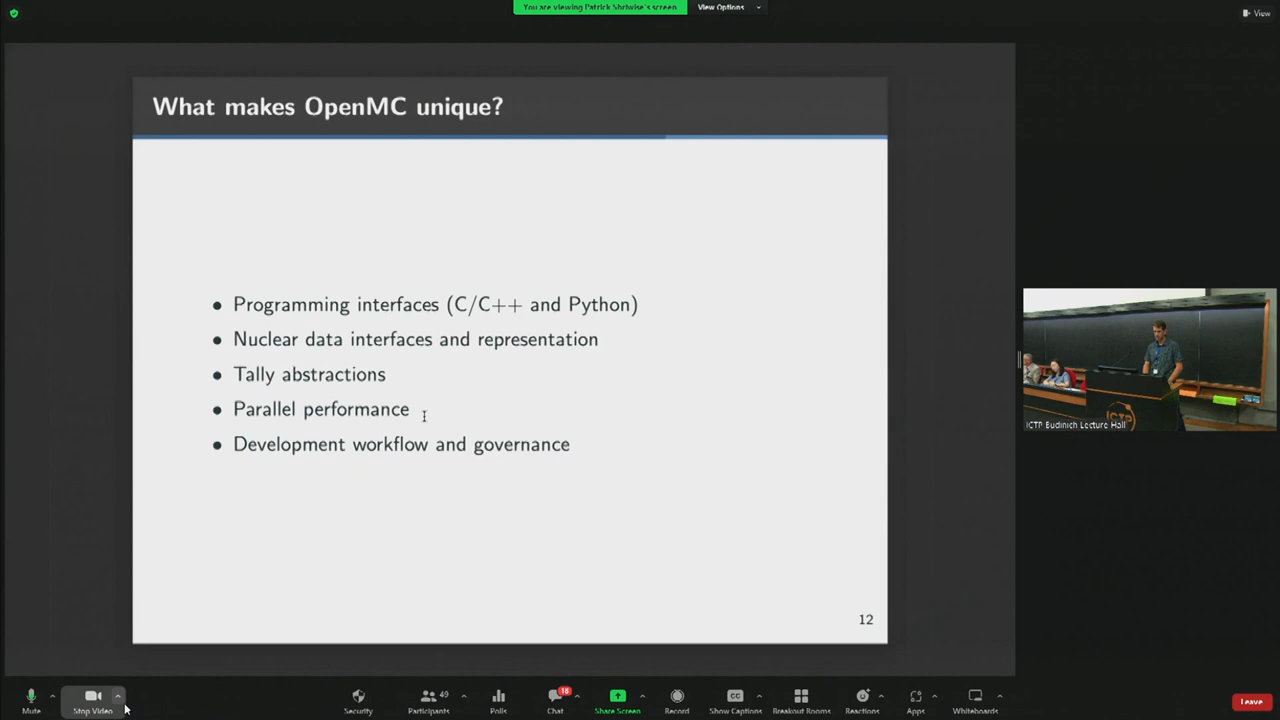 You are viewing Patrick Shriwise's screen
View Options
View
What makes OpenMC unique?
Programming interfaces (C/C++ and Python)
Nuclear data interfaces and representation
Tally abstractions
Parallel performance
Development workflow and governance
12
ICTP
ICTP Budinich Lecture Hall
Mute
Stop Video
Security
49
Participants
Polls
18
Chat
Share Screen
Record
CC
Show Captions
Breakout Rooms
Reactions
Apps
Whiteboards
Leave